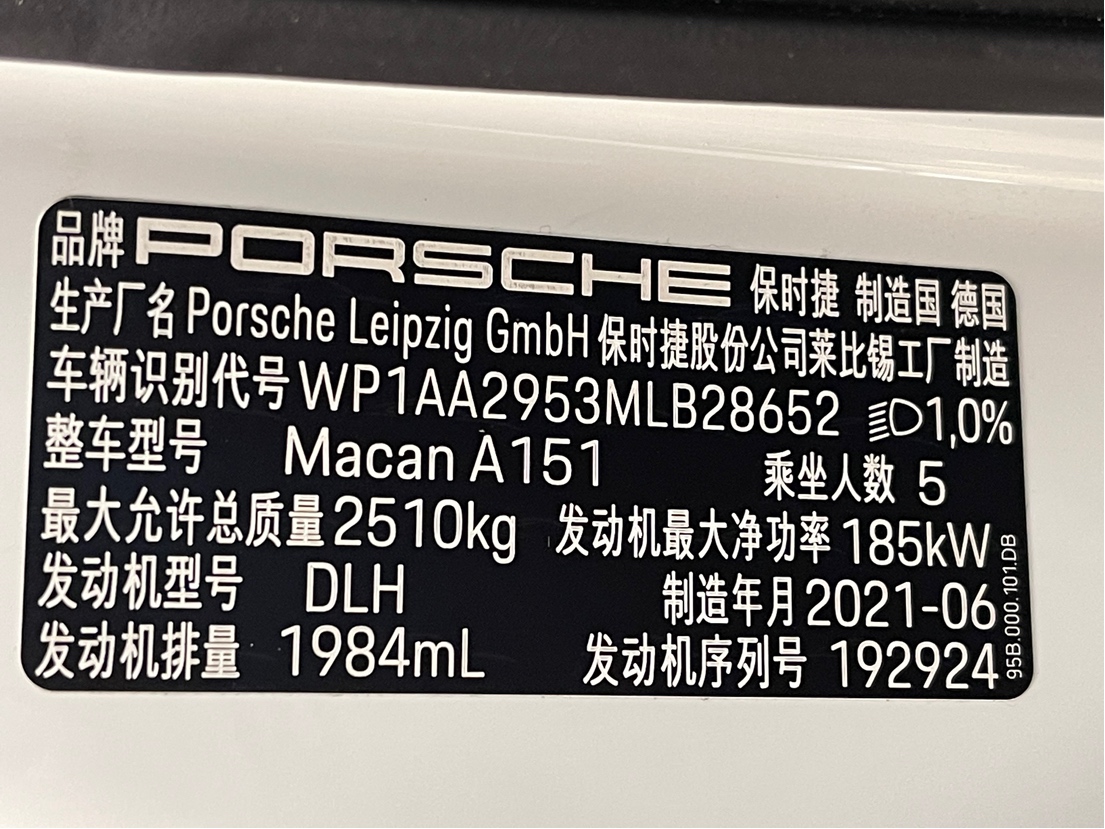 品牌 PORSCHE 保时捷 制造国 德国
生产厂名 Porsche Leipzig GmbH 保时捷股份公司莱比锡工厂制造
车辆识别代号 WP1AA2953MLB28652 1,0%
整车型号 Macan A151 乘坐人数 5
最大允许总质量 2510kg 发动机最大净功率 185kW
发动机型号 DLH 制造年月 2021-06
发动机排量 1984mL 发动机序列号 192924
95B.000.101.DB